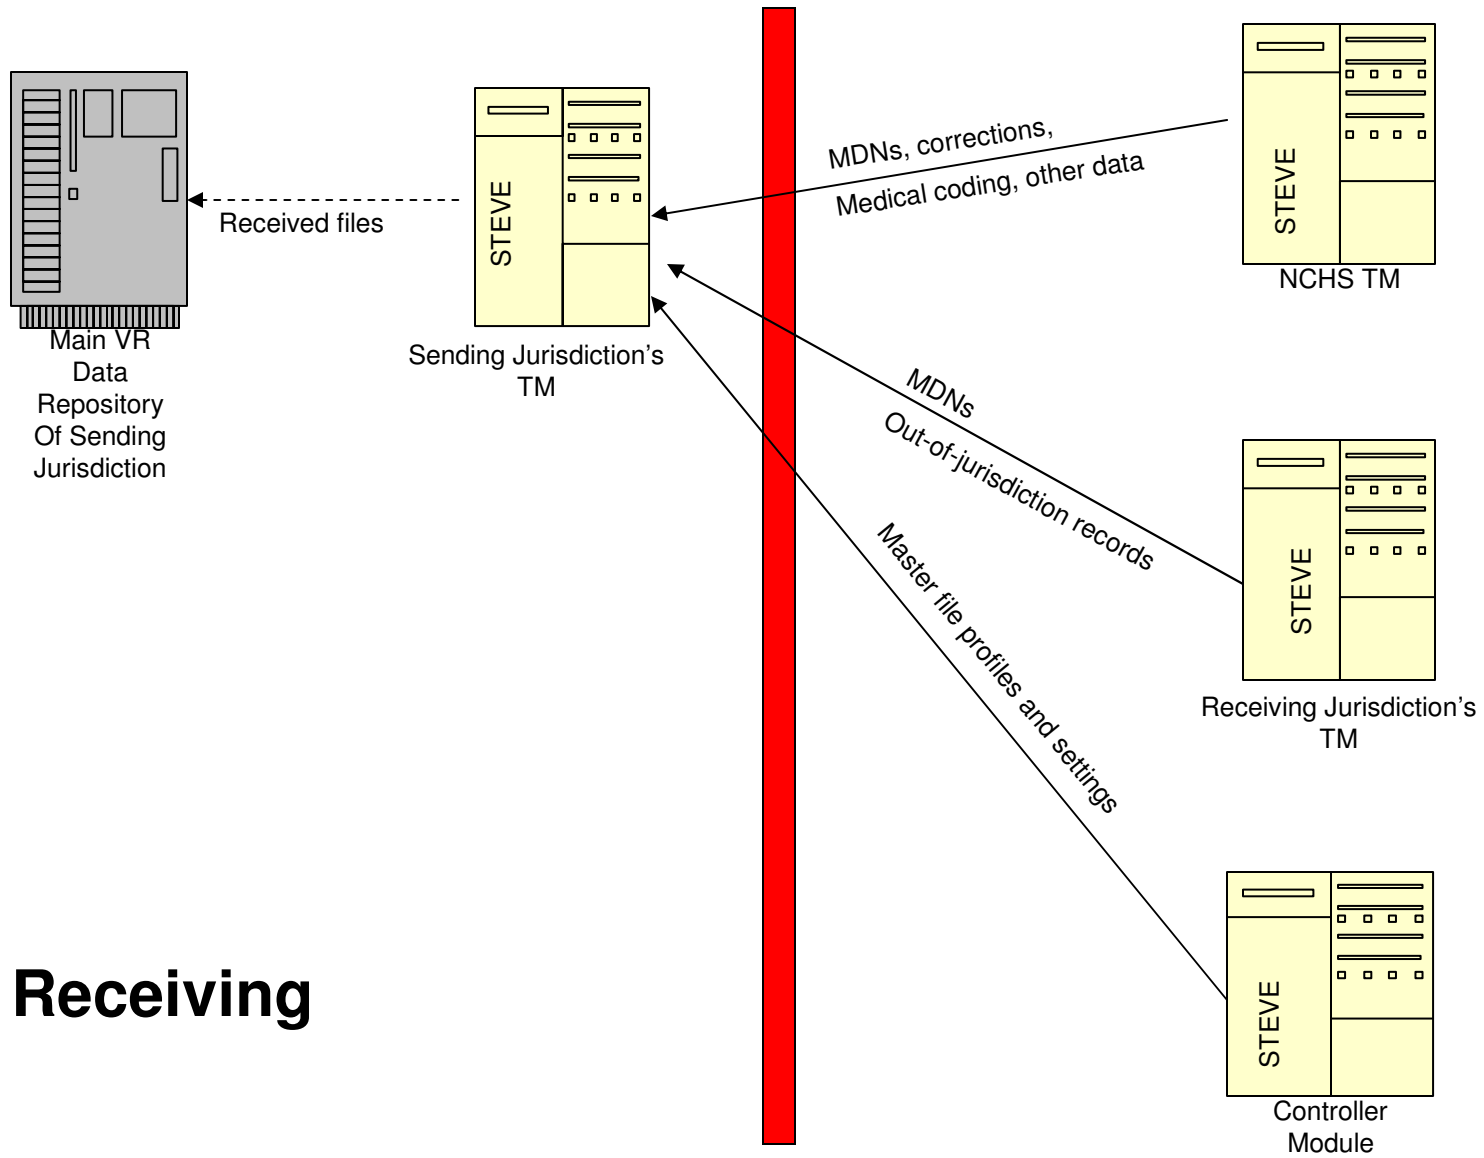 STEVE
NCHS TM
MDNs, corrections,
Medical coding, other data
STEVE
Received files
Main VR
Data
Repository
Of Sending
Jurisdiction
Sending Jurisdiction’s
TM
MDNs
Out-of-jurisdiction records
STEVE
Receiving Jurisdiction’s
TM
Master file profiles and settings
Receiving
STEVE
Controller
Module